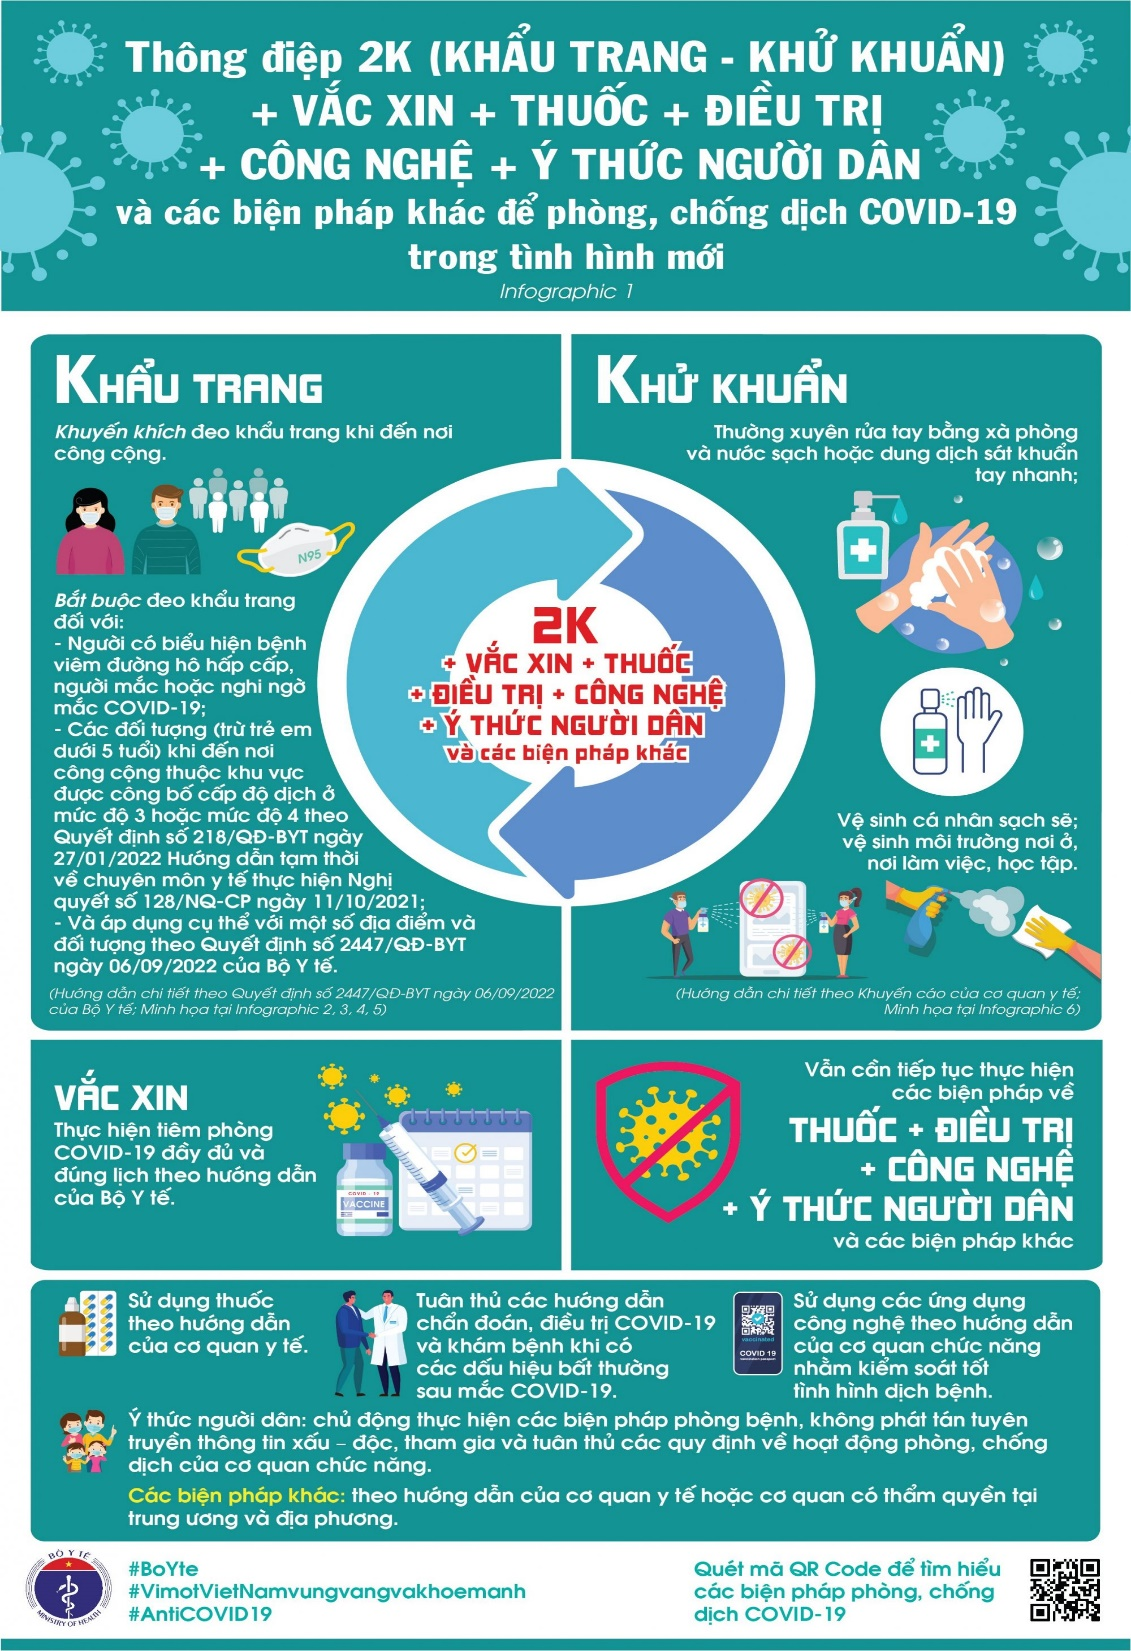 Thông điệp 2K (KHẨU TRANG - KHỬ KHUẨN)
+ VẮC XIN + THUỐC + ĐIỀU TRỊ
+ CÔNG NGHỆ + Ý THỨC NGƯỜI DÂN
và các biện pháp khác để phòng, chống dịch COVID-19
trong tình hình mới
Infographic 1
KHẨU TRANG
Khuyến khích đeo khẩu trang khi đến nơi
công cộng.
N95
Bắt buộc đeo khẩu trang
đối với:
- Người có biểu hiện bệnh
viêm đường hô hấp cấp,
người mắc hoặc nghi ngờ
mắc COVID-19;
- Các đối tượng (trừ trẻ em
dưới 5 tuổi) khi đến nơi
công cộng thuộc khu vực
được công bố cấp độ dịch ở
mức độ 3 hoặc mức độ 4 theo
Quyết định số 218/QĐ-BYT ngày
27/01/2022 Hướng dẫn tạm thời
về chuyên môn y tế thực hiện Nghị
quyết số 128/NQ-CP ngày 11/10/2021;
- Và áp dụng cụ thể với một số địa điểm và
đối tượng theo Quyết định số 2447/QĐ-BYT
ngày 06/09/2022 của Bộ Y tế.
(Hướng dẫn chi tiết theo Quyết định số 2447/QĐ-BYT ngày 06/09/2022
của Bộ Y tế; Minh họa tại Infographic 2, 3, 4, 5)
KHỬ KHUẨN
Thường xuyên rửa tay bằng xà phòng
và nước sạch hoặc dung dịch sát khuẩn
tay nhanh;
Vệ sinh cá nhân sạch sẽ;
vệ sinh môi trường nơi ở,
nơi làm việc, học tập.
(Hướng dẫn chi tiết theo Khuyến cáo của cơ quan y tế;
Minh họa tại Infographic 6)
2K
+ VẮC XIN + THUỐC
+ ĐIỀU TRỊ + CÔNG NGHỆ
+ Ý THỨC NGƯỜI DÂN
và các biện pháp khác
VẮC XIN
Thực hiện tiêm phòng
COVID-19 đầy đủ và
đúng lịch theo hướng dẫn
của Bộ Y tế.
COVID - 19
VACCINE
Vẫn cần tiếp tục thực hiện
các biện pháp về
THUỐC + ĐIỀU TRỊ
+ CÔNG NGHỆ
+ Ý THỨC NGƯỜI DÂN
và các biện pháp khác
Sử dụng thuốc
theo hướng dẫn
của cơ quan y tế.
Tuân thủ các hướng dẫn
chẩn đoán, điều trị COVID-19
và khám bệnh khi có
các dấu hiệu bất thường
sau mắc COVID-19.
vaccinated
COVID 19
Sử dụng các ứng dụng
công nghệ theo hướng dẫn
của cơ quan chức năng
nhằm kiểm soát tốt
tình hình dịch bệnh.
Ý thức người dân: chủ động thực hiện các biện pháp phòng bệnh, không phát tán tuyên
truyền thông tin xấu – độc, tham gia và tuân thủ các quy định về hoạt động phòng, chống
dịch của cơ quan chức năng.
Các biện pháp khác: theo hướng dẫn của cơ quan y tế hoặc cơ quan có thẩm quyền tại
trung ương và địa phương.
BỘ Y TẾ
MINISTRY OF HEALTH
#BoYte
#VimotVietNamvungvangvakhoemanh
#AntiCOVID19
Quét mã QR Code để tìm hiểu
các biện pháp phòng, chống
dịch COVID-19